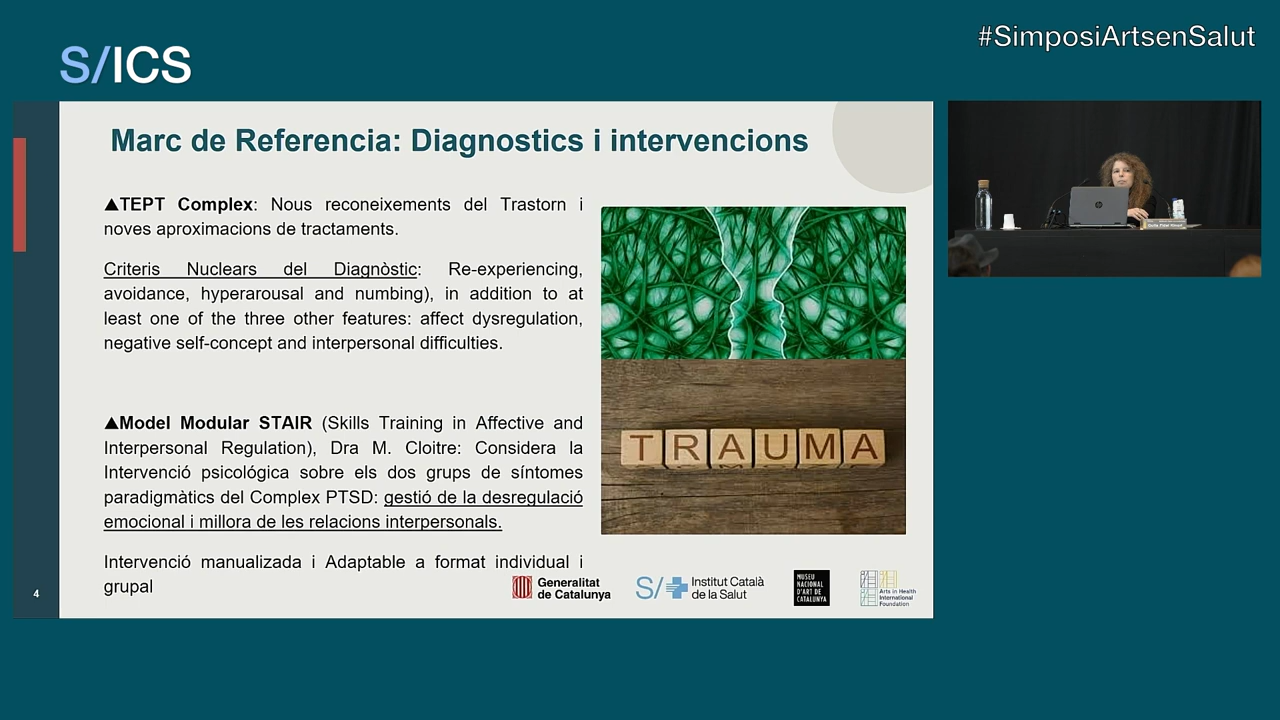 #SimposiArtsenSalut
S/ICS
Marc de Referencia: Diagnostics i intervencions
▲TEPT Complex: Nous reconeixements del Trastorn i
noves aproximacions de tractaments.
Criteris Nuclears del Diagnòstic: Re-experiencing,
avoidance, hyperarousal and numbing), in addition to at
least one of the three other features: affect dysregulation,
negative self-concept and interpersonal difficulties.
▲Model Modular STAIR (Skills Training in Affective and
Interpersonal Regulation), Dra M. Cloitre: Considera la
Intervenció psicológica sobre els dos grups de síntomes
paradigmàtics del Complex PTSD: gestió de la desregulació
emocional i millora de les relacions interpersonals.
Intervenció manualizada i Adaptable a format individual i
grupal
TRAUMA
4
Generalitat
de Catalunya
S/
Institut Català
de la Salut
MUSEU
NACIONAL
D'ART DE
CATALUNYA
Arts in Health
International
Foundation
hp